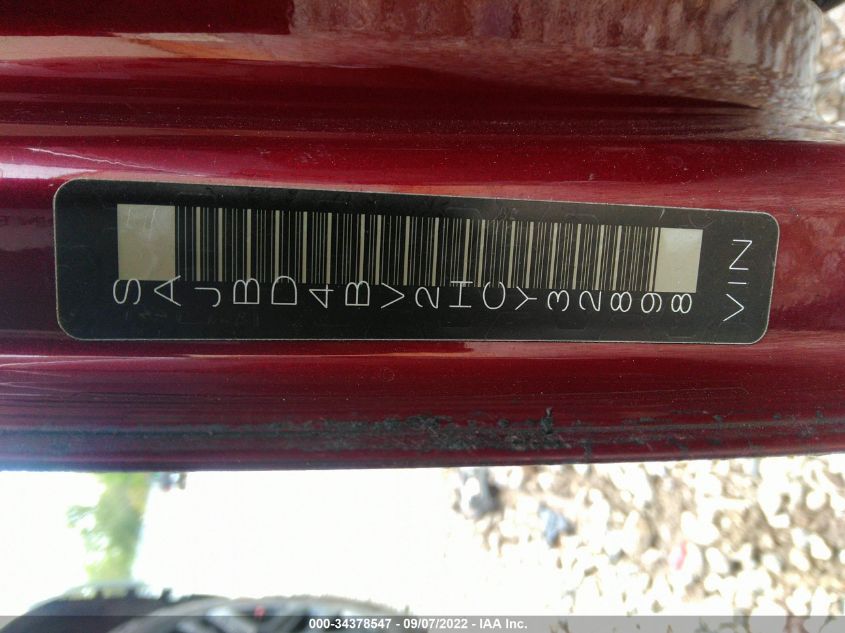 SAJBD4BV2HCY32898
VIN
000-34378547 - 09/07/2022 - IAA Inc.